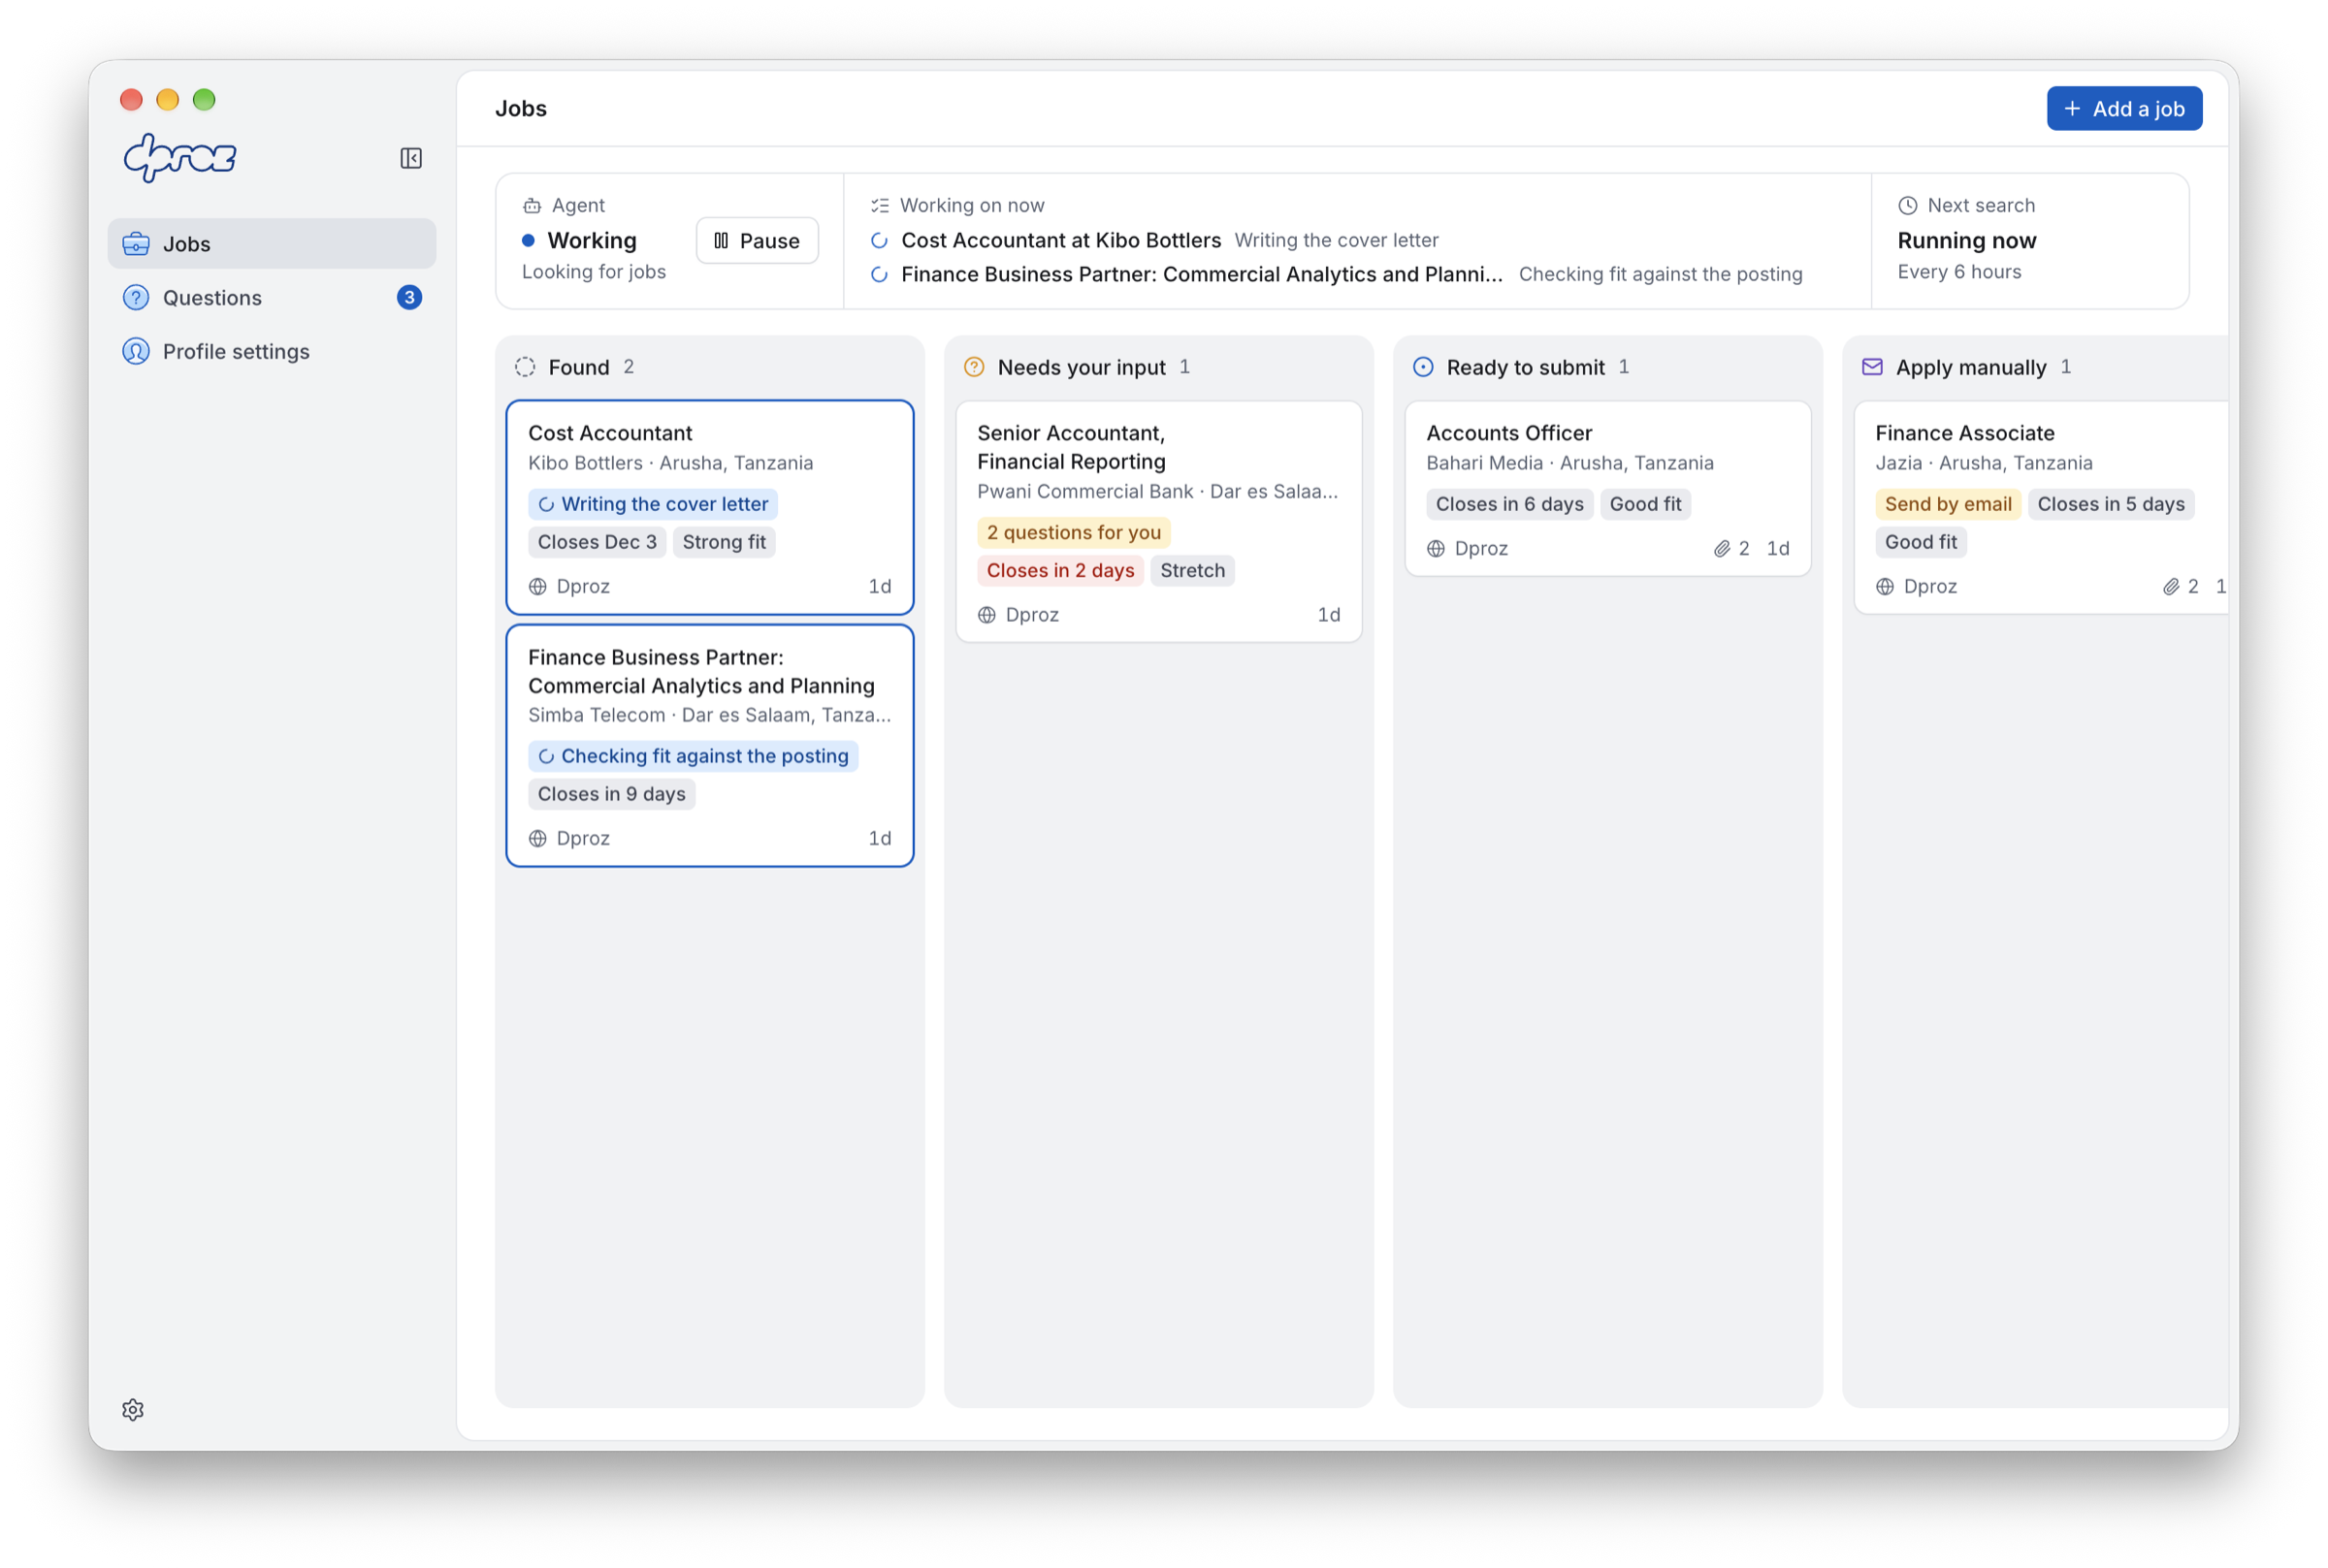 dproz
Jobs
Questions 3
Profile settings
Jobs
+ Add a job
Agent
Working
Looking for jobs
Pause
Working on now
Cost Accountant at Kibo Bottlers Writing the cover letter
Finance Business Partner: Commercial Analytics and Planni... Checking fit against the posting
Next search
Running now
Every 6 hours
Found 2
Cost Accountant
Kibo Bottlers · Arusha, Tanzania
Writing the cover letter
Closes Dec 3 Strong fit
Dproz 1d
Finance Business Partner:
Commercial Analytics and Planning
Simba Telecom · Dar es Salaam, Tanza...
Checking fit against the posting
Closes in 9 days
Dproz 1d
Needs your input 1
Senior Accountant,
Financial Reporting
Pwani Commercial Bank · Dar es Salaa...
2 questions for you
Closes in 2 days Stretch
Dproz 1d
Ready to submit 1
Accounts Officer
Bahari Media · Arusha, Tanzania
Closes in 6 days Good fit
Dproz 2 1d
Apply manually 1
Finance Associate
Jazia · Arusha, Tanzania
Send by email Closes in 5 days
Good fit
Dproz 2 1